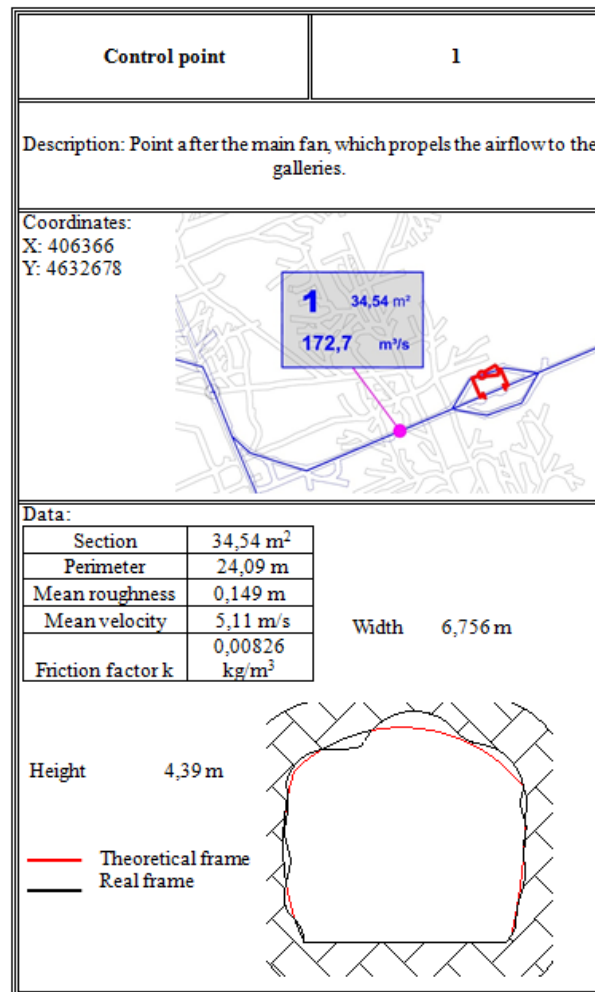 Control point 1
Description: Point after the main fan, which propels the airflow to the
galleries.
Coordinates:
X: 406366
Y: 4632678
1 34,54 m²
172,7 m³/s
Data:
Section 34,54 m²
Perimeter 24,09 m
Mean roughness 0,149 m
Mean velocity 5,11 m/s
Friction factor k 0,00826 kg/m³
Width 6,756 m
Height 4,39 m
Theoretical frame
Real frame